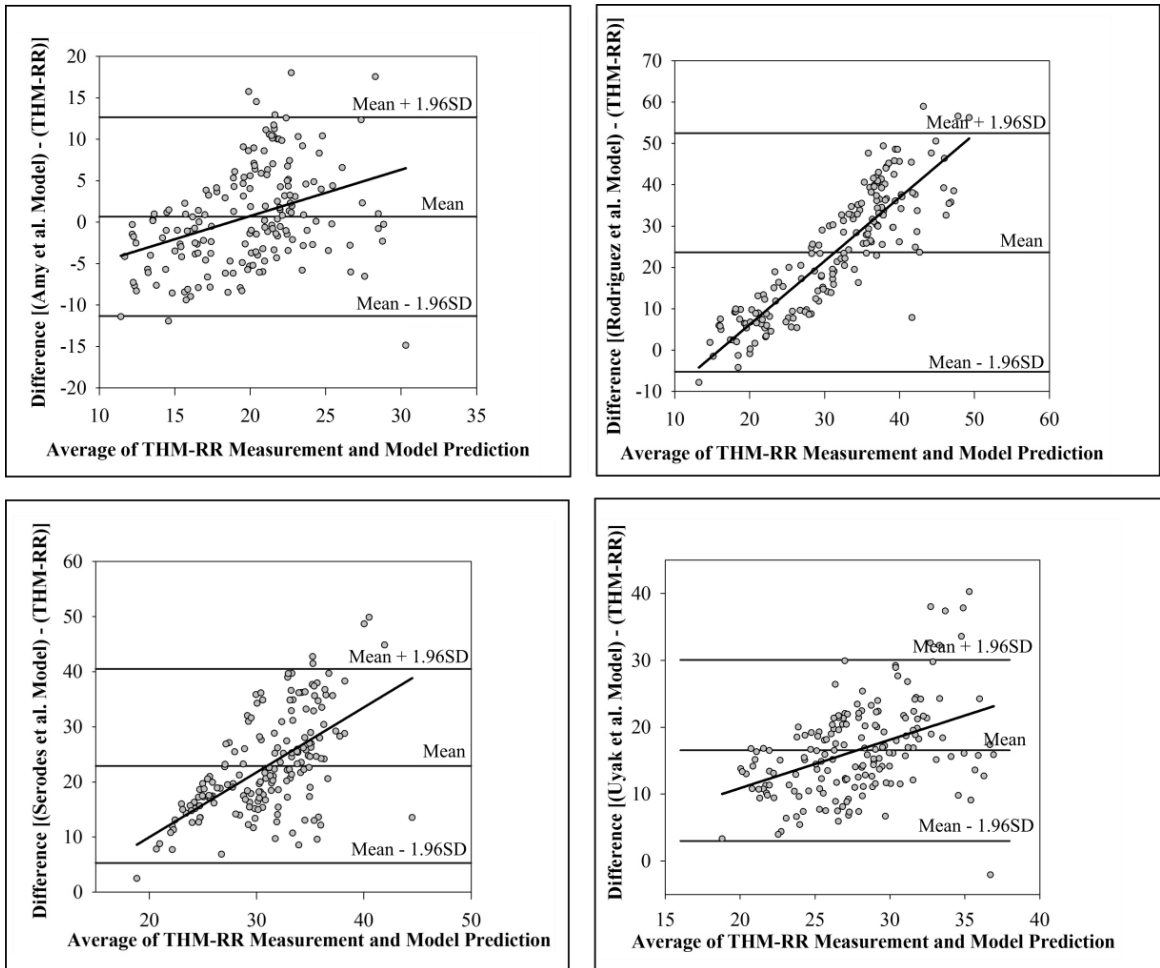 Difference [(Amy et al. Model) - (THM-RR)]
20
15
10
5
0
-5
-10
-15
-20
Mean + 1.96SD
Mean
Mean - 1.96SD
10 15 20 25 30 35
Average of THM-RR Measurement and Model Prediction
Difference [(Rodriguez et al. Model) - (THM-RR)]
70
60
50
40
30
20
10
0
-10
Mean + 1.96SD
Mean
Mean - 1.96SD
10 20 30 40 50 60
Average of THM-RR Measurement and Model Prediction
Difference [(Serodes et al. Model) - (THM-RR)]
60
50
40
30
20
10
0
Mean + 1.96SD
Mean
Mean - 1.96SD
20 30 40 50
Average of THM-RR Measurement and Model Prediction
Difference [(Uyak et al. Model) - (THM-RR)]
40
30
20
10
0
Mean + 1.96SD
Mean
Mean - 1.96SD
15 20 25 30 35 40
Average of THM-RR Measurement and Model Prediction